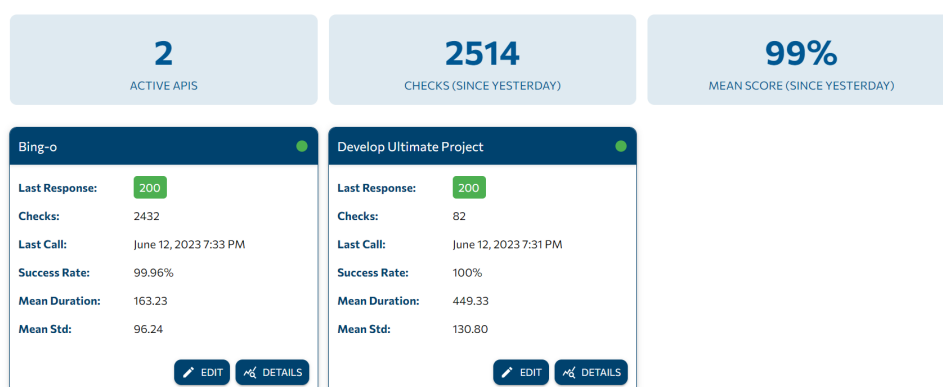 2
ACTIVE APIS
2514
CHECKS (SINCE YESTERDAY)
99%
MEAN SCORE (SINCE YESTERDAY)
Bing-o
Last Response: 200
Checks: 2432
Last Call: June 12, 2023 7:33 PM
Success Rate: 99.96%
Mean Duration: 163.23
Mean Std: 96.24
EDIT DETAILS
Develop Ultimate Project
Last Response: 200
Checks: 82
Last Call: June 12, 2023 7:31 PM
Success Rate: 100%
Mean Duration: 449.33
Mean Std: 130.80
EDIT DETAILS